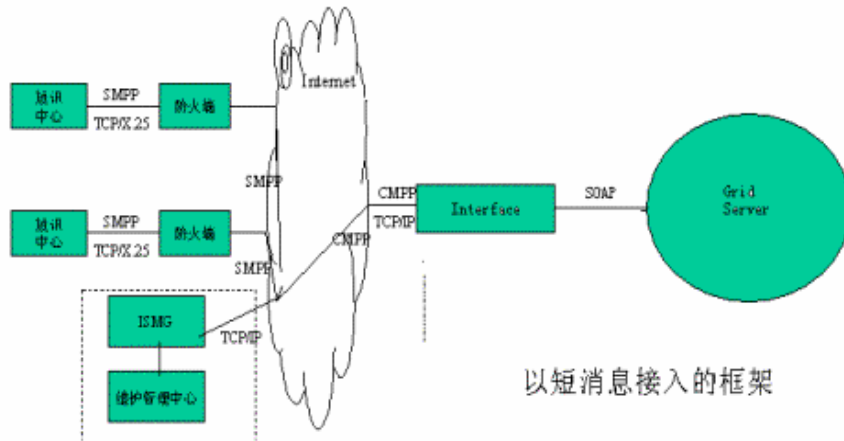 Internet
SMPP
通讯
中心
防火墙
TCP/X.25
SMPP
CMPP
SOAP
Grid
Server
Interface
TCP/IP
CMPP
SMPP
通讯
中心
防火墙
TCP/X.25
SMPP
ISMG
TCP/IP
维护管理中心
以短消息接入的框架